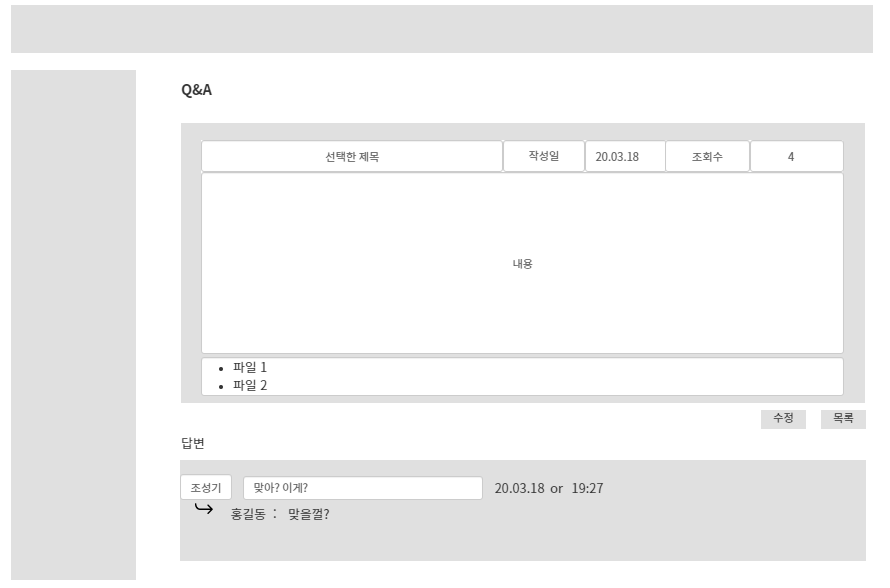 Q&A
선택한 제목 작성일 20.03.18 조회수 4
내용
• 파일 1
• 파일 2
수정 목록
답변
조성기 맞아? 이게? 20.03.18 or 19:27
홍길동 : 맞을껄?